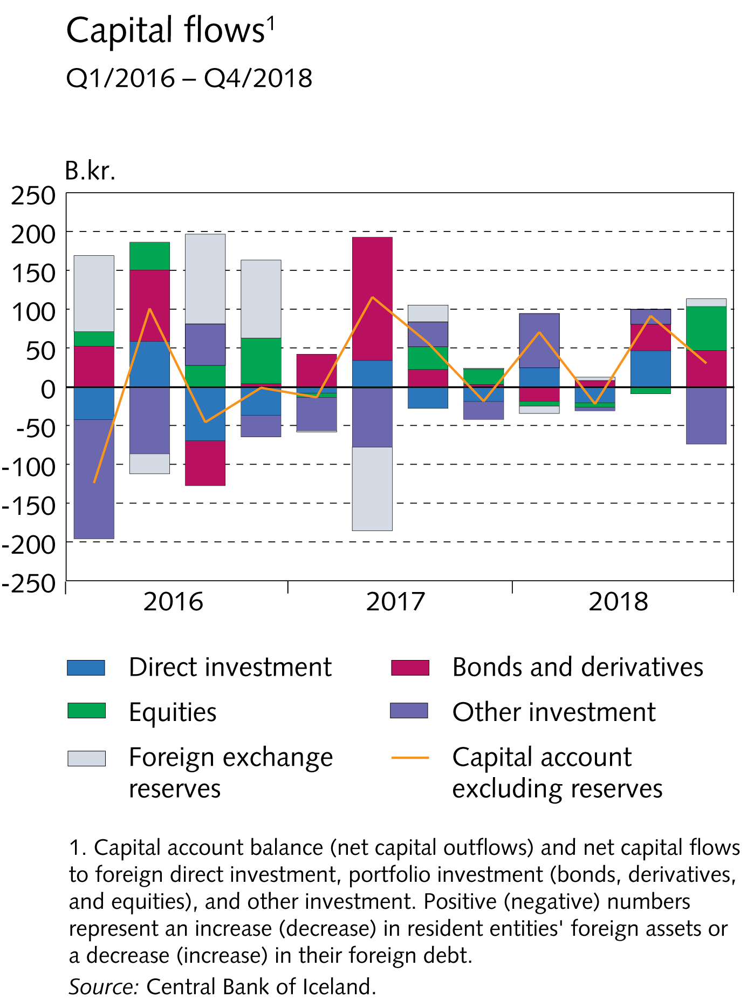 Capital flows¹
Q1/2016 – Q4/2018
B.kr.
250
200
150
100
50
0
-50
-100
-150
-200
-250
2016 2017 2018
Direct investment
Bonds and derivatives
Equities
Other investment
Foreign exchange
reserves
Capital account
excluding reserves
1. Capital account balance (net capital outflows) and net capital flows
to foreign direct investment, portfolio investment (bonds, derivatives,
and equities), and other investment. Positive (negative) numbers
represent an increase (decrease) in resident entities' foreign assets or
a decrease (increase) in their foreign debt.
Source: Central Bank of Iceland.